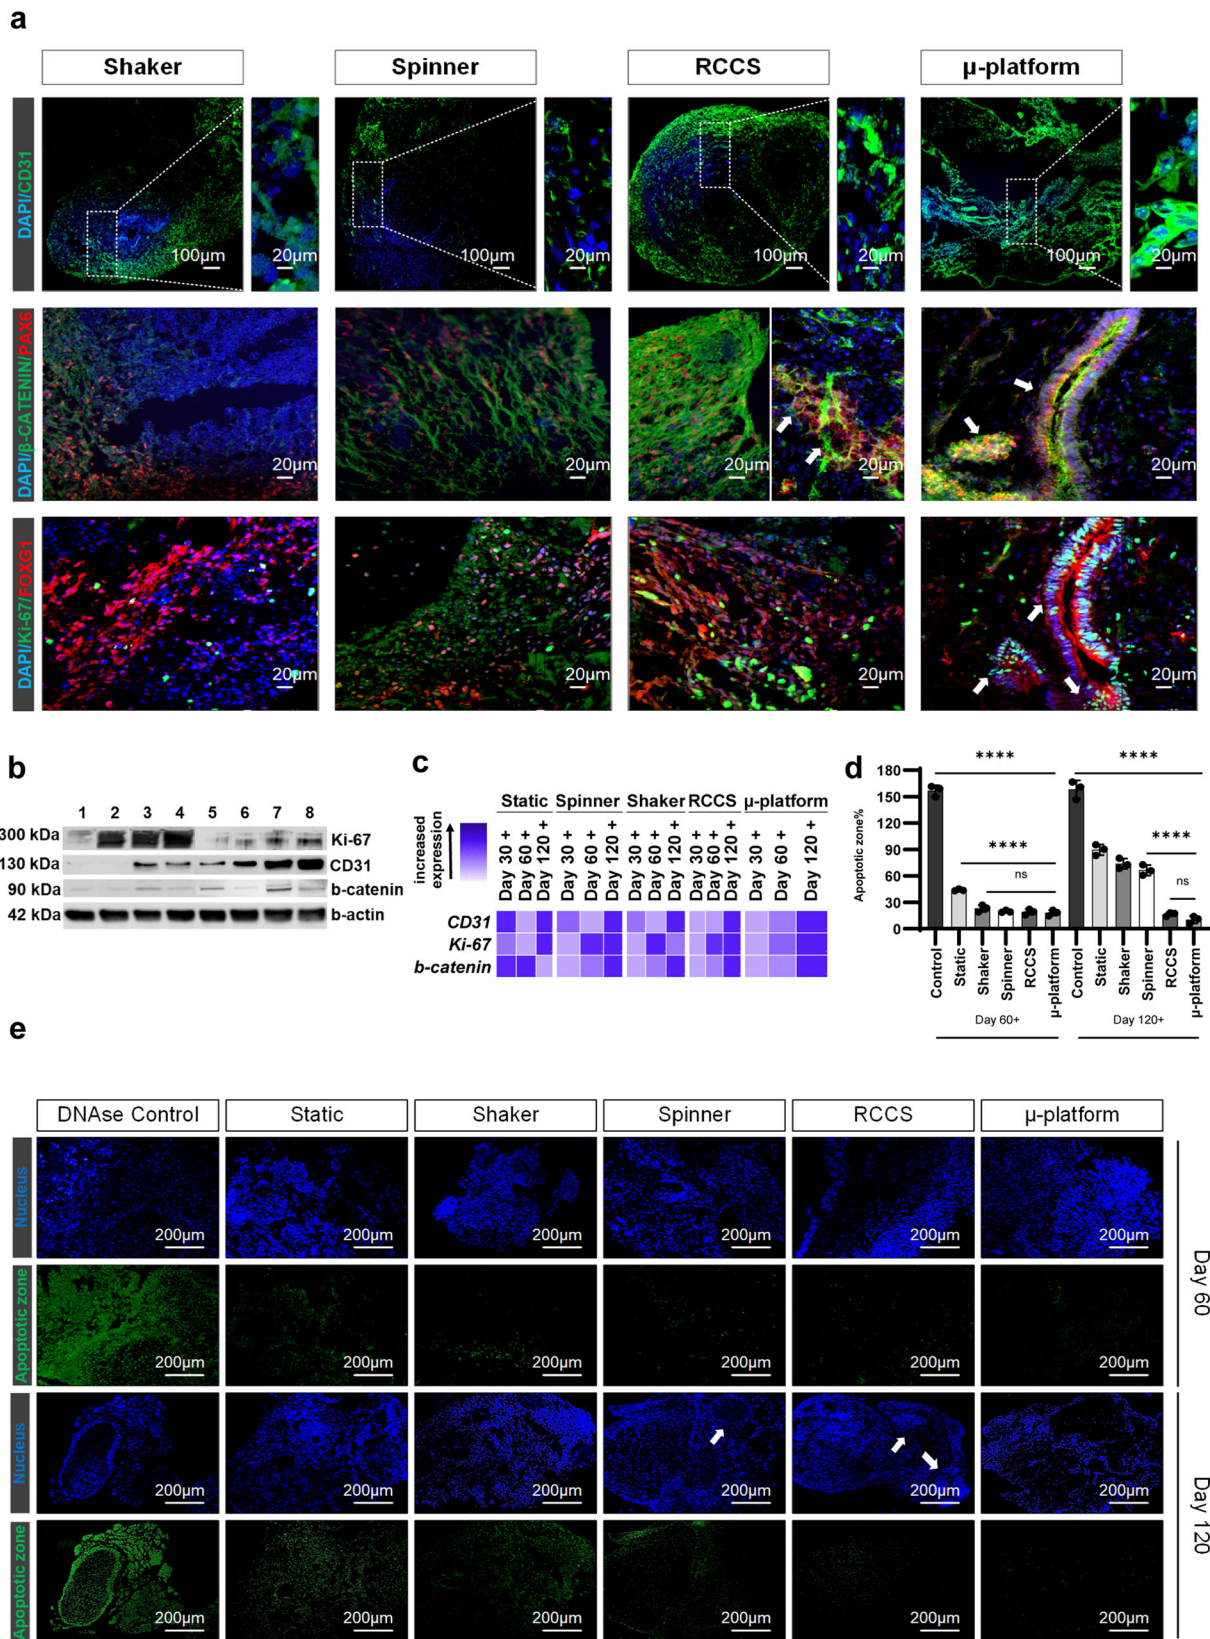 a
Shaker Spinner RCCS µ-platform
DAPI/CD31
100µm 20µm 100µm 20µm 100µm 20µm 100µm 20µm
DAPI/β-CATENIN/PAX6
20µm 20µm 20µm 20µm 20µm
DAPI/Ki-67/FOXG1
20µm 20µm 20µm 20µm
b
1 2 3 4 5 6 7 8
300 kDa Ki-67
130 kDa CD31
90 kDa b-catenin
42 kDa b-actin
c
increased
expression
Static Spinner Shaker RCCS µ-platform
Day 30 + Day 60 + Day 120 + Day 30 + Day 60 + Day 120 + Day 30 + Day 60 + Day 120 + Day 30 + Day 60 + Day 120 + Day 30 + Day 60 + Day 120 +
CD31
Ki-67
b-catenin
d
Apoptotic zone%
180
150
120
90
60
30
0
**** ****
**** ****
ns ns
Control Static Shaker Spinner RCCS µ-platform Control Static Shaker Spinner RCCS µ-platform
Day 60+ Day 120+
e
DNAse Control Static Shaker Spinner RCCS µ-platform
Nucleus
200µm 200µm 200µm 200µm 200µm 200µm
Apoptotic zone
200µm 200µm 200µm 200µm 200µm 200µm
Day 60
Nucleus
200µm 200µm 200µm 200µm 200µm 200µm
Apoptotic zone
200µm 200µm 200µm 200µm 200µm 200µm
Day 120